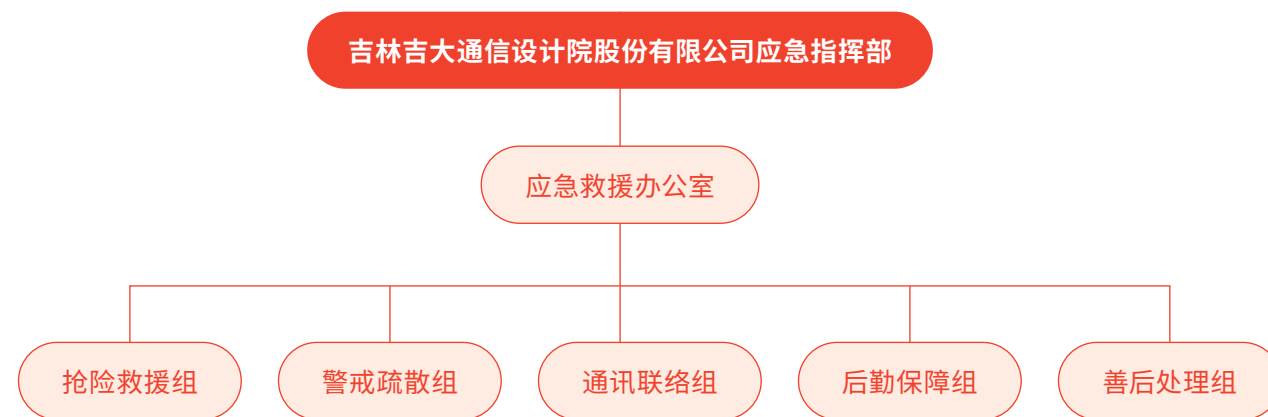 吉林吉大通信设计院股份有限公司应急指挥部
应急救援办公室
抢险救援组
警戒疏散组
通讯联络组
后勤保障组
善后处理组